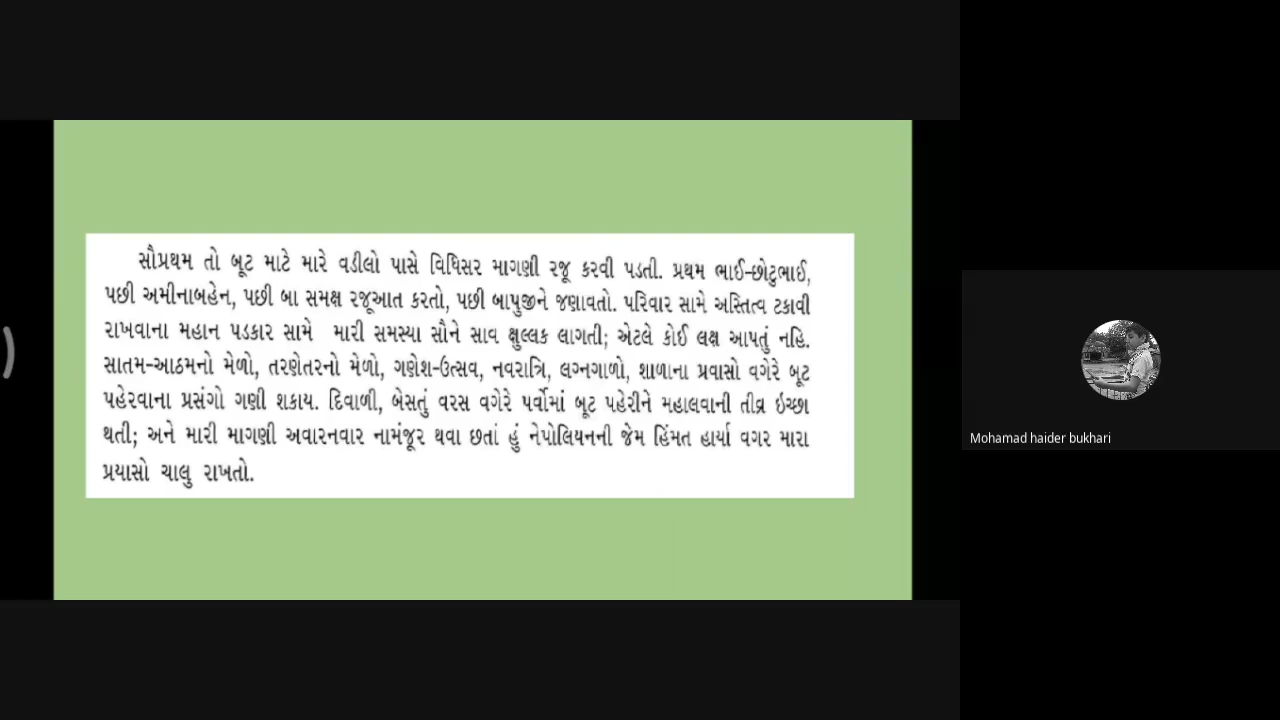 સૌપ્રથમ તો બૂટ માટે મારે વડીલો પાસે વિધિસર માગણી રજૂ કરવી પડતી. પ્રથમ ભાઈ-છોટુભાઈ,
પછી અમીનાબહેન, પછી બા સમક્ષ રજૂઆત કરતો, પછી બાપુજીને જણાવતો. પરિવાર સામે અસ્તિત્વ ટકાવી
રાખવાના મહાન પડકાર સામે મારી સમસ્યા સૌને સાવ ક્ષુલ્લક લાગતી; એટલે કોઈ લક્ષ આપતું નહિ.
સાતમ-આઠમનો મેળો, તરણેતરનો મેળો, ગણેશ-ઉત્સવ, નવરાત્રિ, લગ્નગાળો, શાળાના પ્રવાસો વગેરે બૂટ
પહેરવાના પ્રસંગો ગણી શકાય. દિવાળી, બેસતું વરસ વગેરે પર્વોમાં બૂટ પહેરીને મહાલવાની તીવ્ર ઇચ્છા
થતી; અને મારી માગણી અવારનવાર નામંજૂર થવા છતાં હું નેપોલિયનની જેમ હિંમત હાર્યા વગર મારા
પ્રયાસો ચાલુ રાખતો.
Mohamad haider bukhari